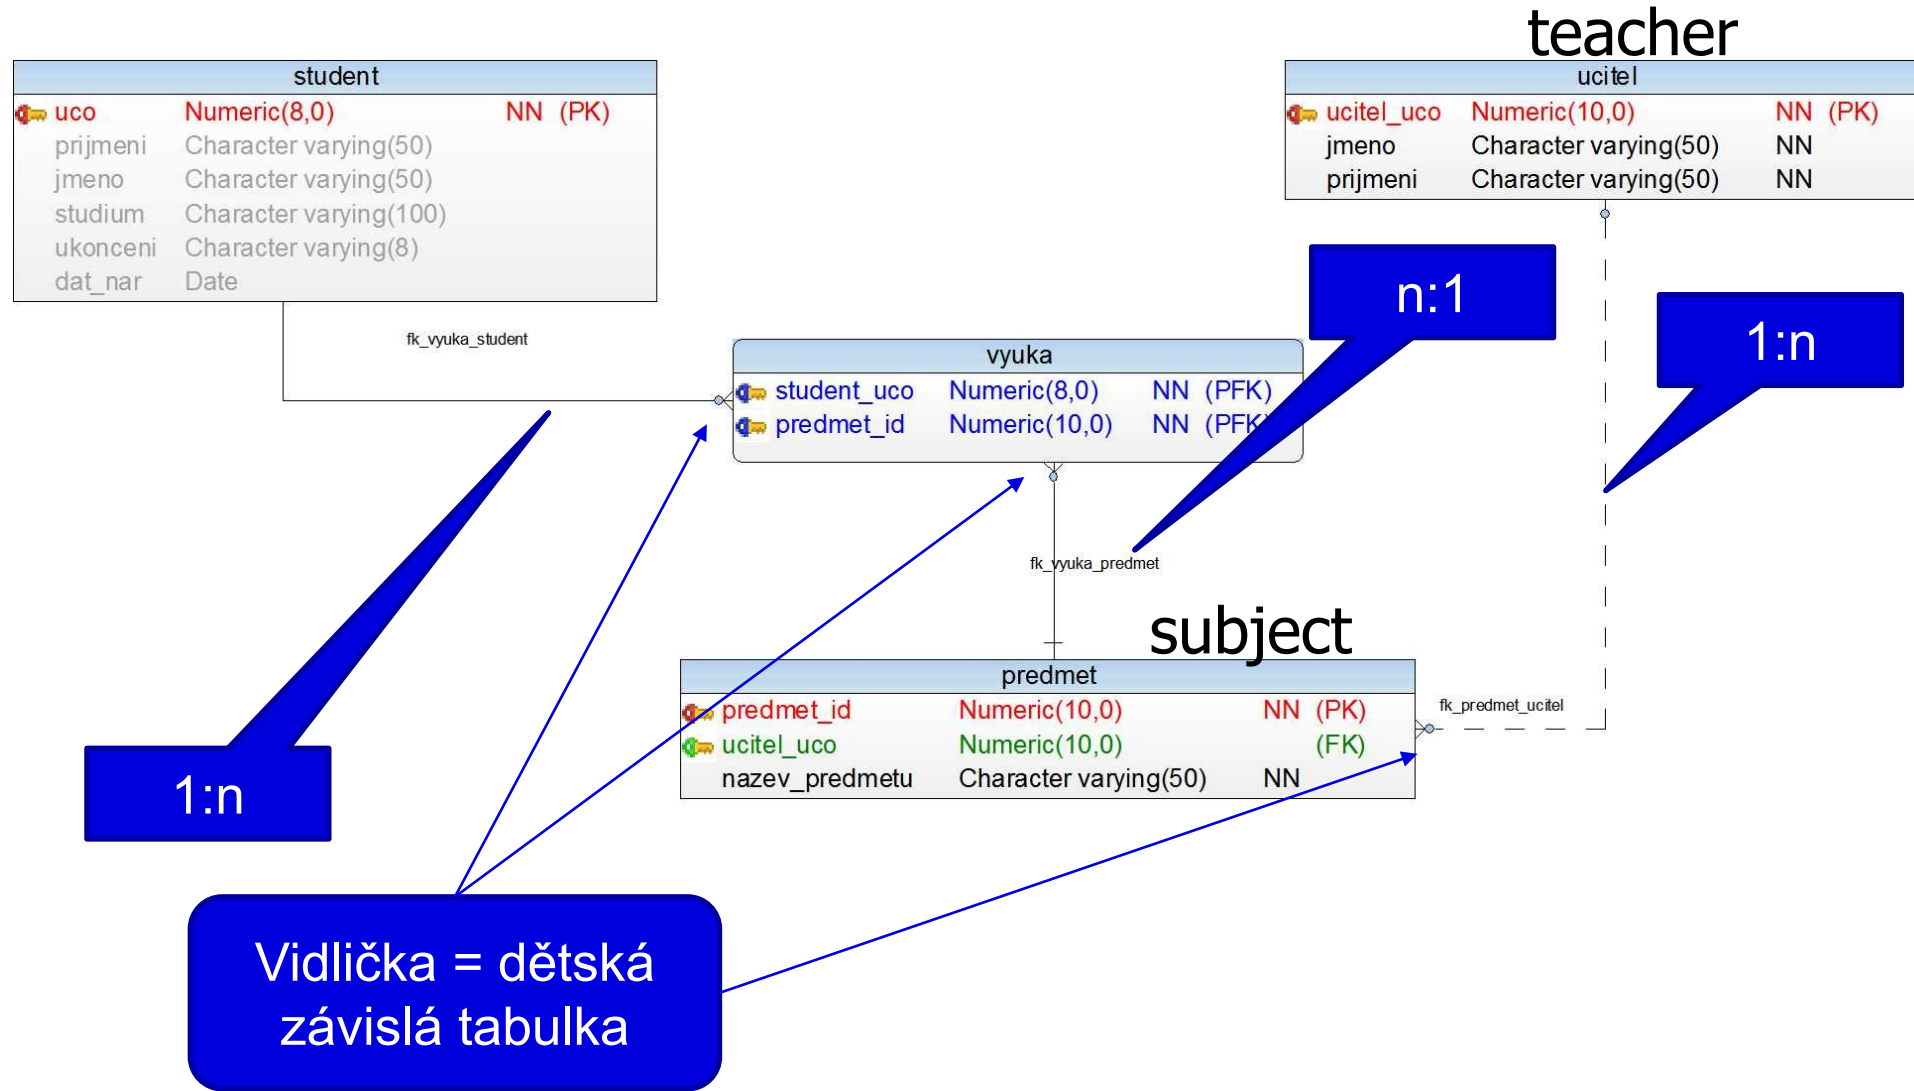 teacher
student
uco Numeric(8,0) NN (PK)
prijmeni Character varying(50)
jmeno Character varying(50)
studium Character varying(100)
ukonceni Character varying(8)
dat_nar Date
ucitel
ucitel_uco Numeric(10,0) NN (PK)
jmeno Character varying(50) NN
prijmeni Character varying(50) NN
n:1
1:n
fk_vyuka_student
vyuka
student_uco Numeric(8,0) NN (PFK)
predmet_id Numeric(10,0) NN (PFK)
fk_vyuka_predmet
subject
predmet
predmet_id Numeric(10,0) NN (PK)
ucitel_uco Numeric(10,0) (FK)
nazev_predmetu Character varying(50) NN
fk_predmet_ucitel
1:n
Vidlička = dětská
závislá tabulka